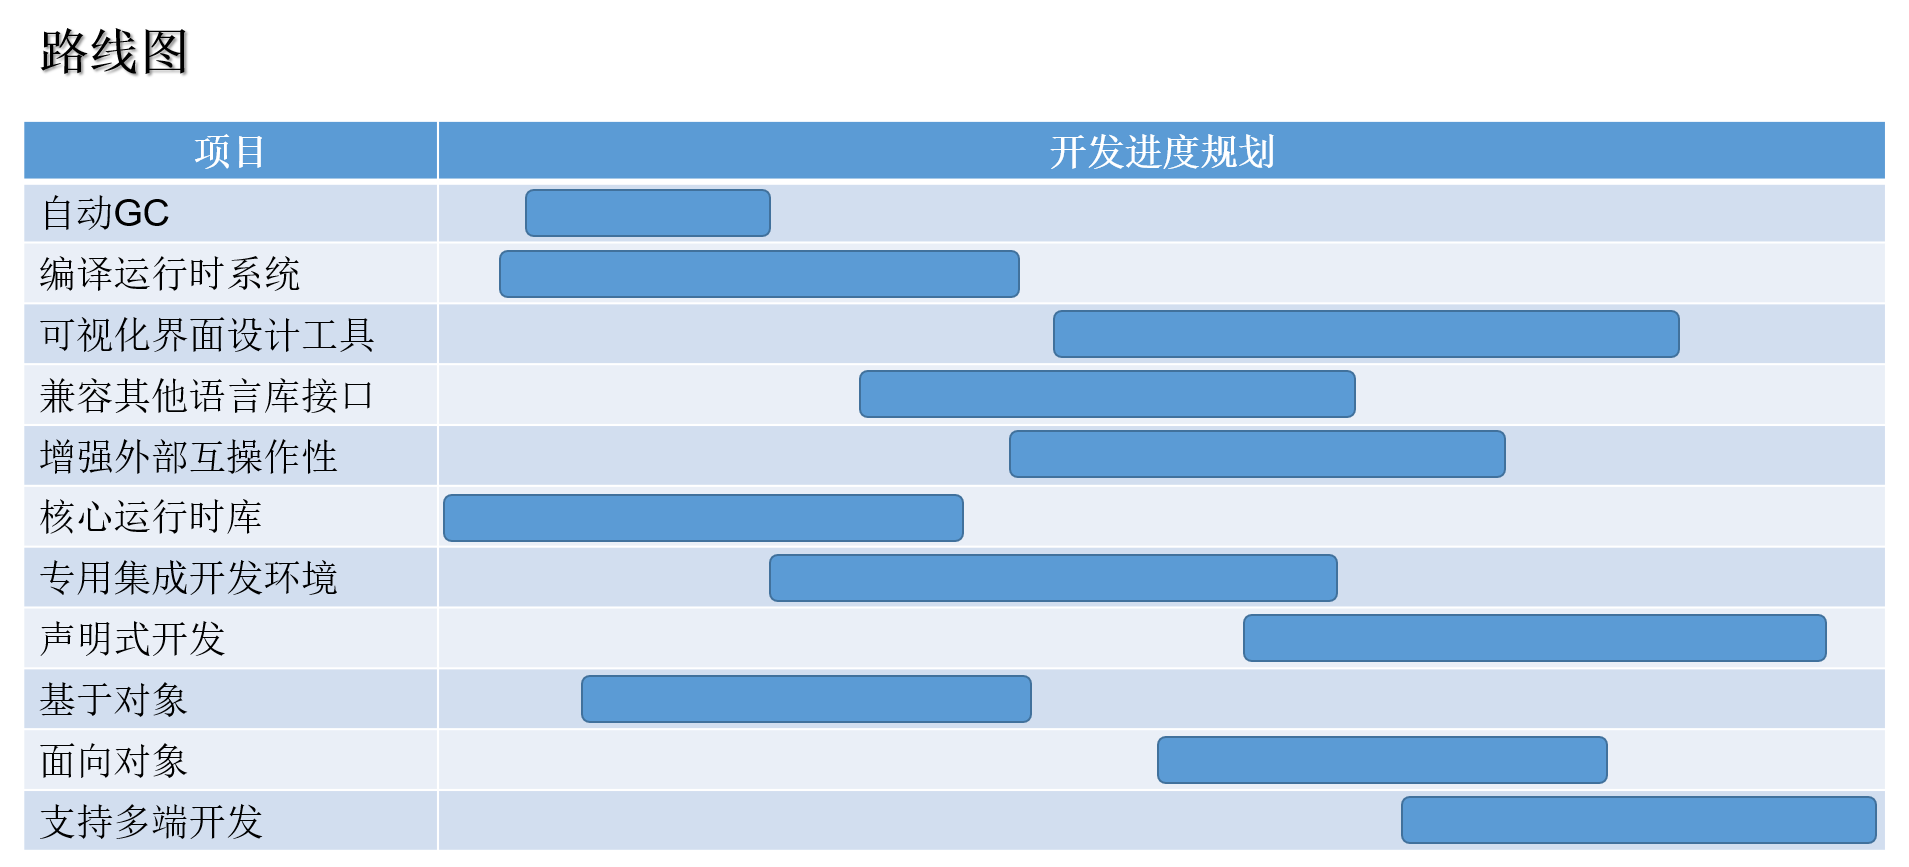 路线图
项目
开发进度规划
自动GC
编译运行时系统
可视化界面设计工具
兼容其他语言库接口
增强外部互操作性
核心运行时库
专用集成开发环境
声明式开发
基于对象
面向对象
支持多端开发